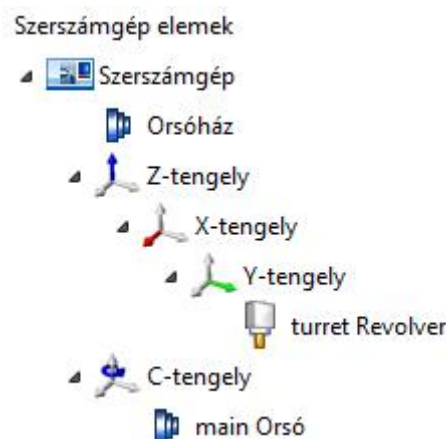 Szerszámgép elemek
Szerszámgép
Orsóház
Z-tengely
X-tengely
Y-tengely
turret Revolver
C-tengely
main Orsó